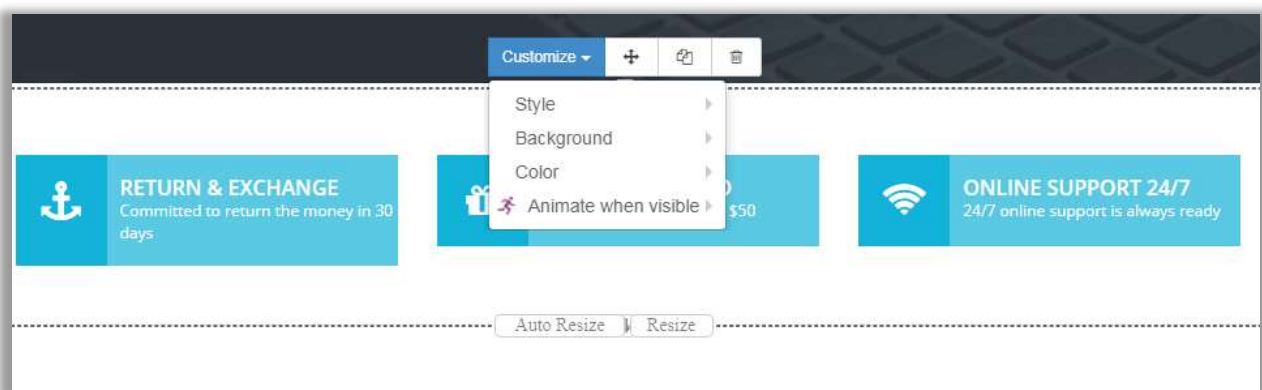 Customize
Style
Background
Color
Animate when visible
RETURN & EXCHANGE
Committed to return the money in 30
days
$50
ONLINE SUPPORT 24/7
24/7 online support is always ready
Auto Resize
Resize